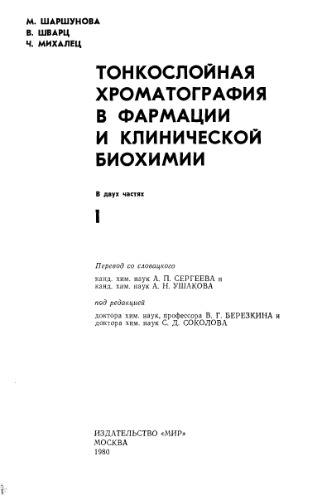 М. ШАРШУНОВА
В. ШВАРЦ
Ч. МИХАЛЕЦ
ТОНКОСЛОЙНАЯ
ХРОМАТОГРАФИЯ
В ФАРМАЦИИ
И КЛИНИЧЕСКОЙ
БИОХИМИИ
В двух частях
1
Перевод со словацкого
канд. хим. наук А. П. СЕРГЕЕВА и
канд. хим. наук А. Н. УШАКОВА
под редакцией
доктора хим. наук, профессора В. Г. БЕРЕЗКИНА и
доктора хим. наук С. Д. СОКОЛОВА
ИЗДАТЕЛЬСТВО «МИР»
МОСКВА
1980